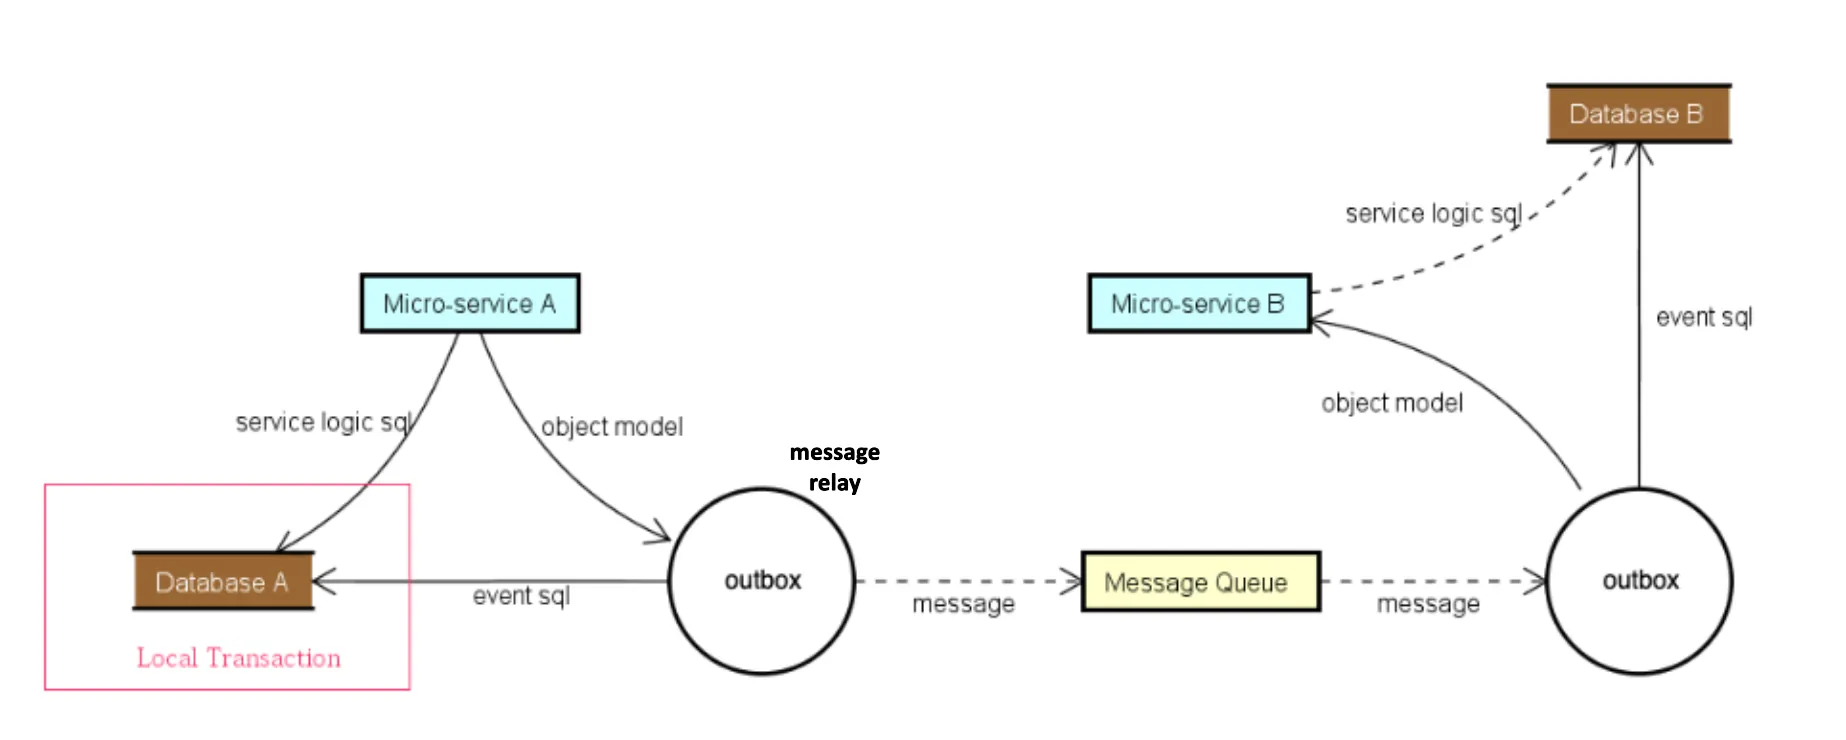 Database B
service logic sql
Micro-service A
Micro-service B
event sql
object model
service logic sql
object model
message
relay
Database A
event sql
outbox
message
Message Queue
message
outbox
Local Transaction